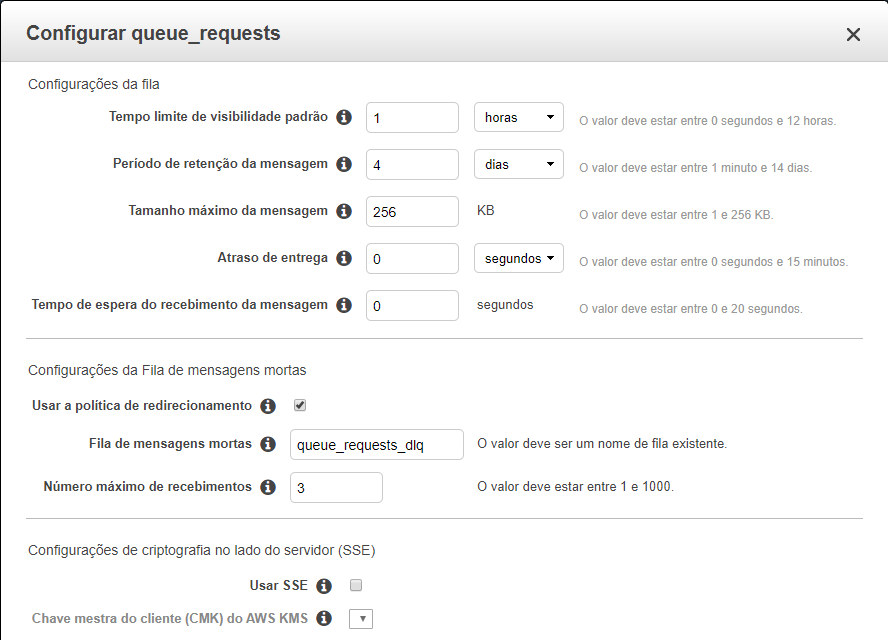 Configurar queue_requests
Configurações da fila
Tempo limite de visibilidade padrão 1 horas O valor deve estar entre 0 segundos e 12 horas.
Período de retenção da mensagem 4 dias O valor deve estar entre 1 minuto e 14 dias.
Tamanho máximo da mensagem 256 KB O valor deve estar entre 1 e 256 KB.
Atraso de entrega 0 segundos O valor deve estar entre 0 segundos e 15 minutos.
Tempo de espera do recebimento da mensagem 0 segundos O valor deve estar entre 0 e 20 segundos.
Configurações da Fila de mensagens mortas
Usar a política de redirecionamento
Fila de mensagens mortas queue_requests_dlq O valor deve ser um nome de fila existente.
Número máximo de recebimentos 3 O valor deve estar entre 1 e 1000.
Configurações de criptografia no lado do servidor (SSE)
Usar SSE
Chave mestra do cliente (CMK) do AWS KMS